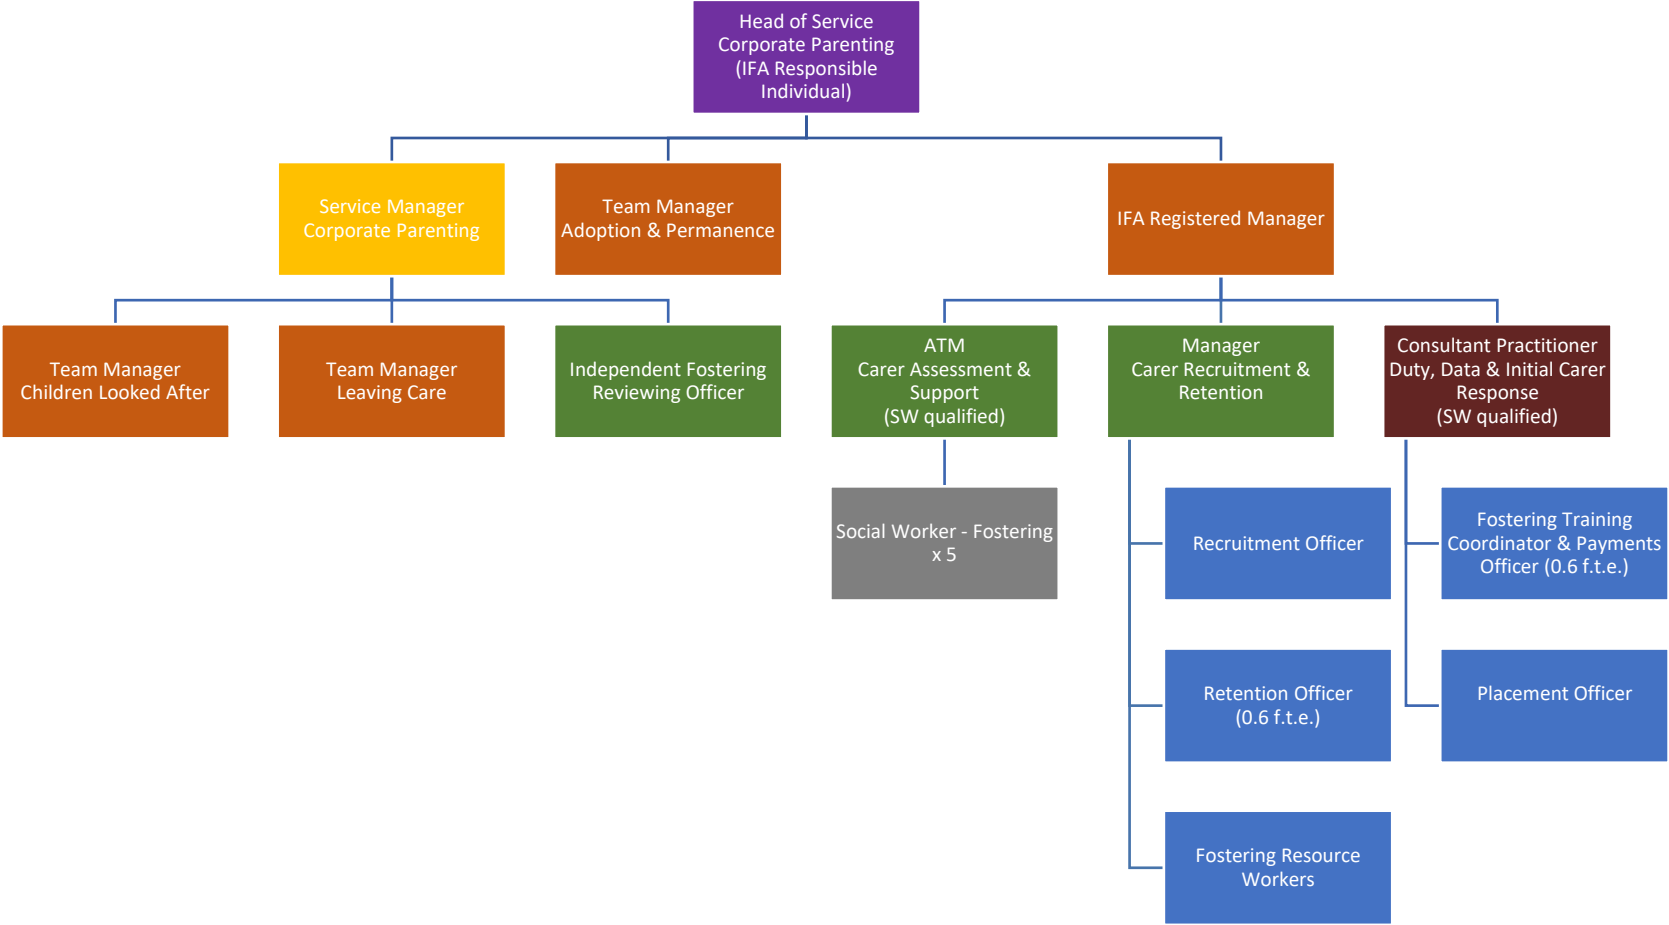 Head of Service
Corporate Parenting
(IFA Responsible
Individual)
Service Manager
Corporate Parenting
Team Manager
Adoption & Permanence
IFA Registered Manager
Team Manager
Children Looked After
Team Manager
Leaving Care
Independent Fostering
Reviewing Officer
ATM
Carer Assessment &
Support
(SW qualified)
Manager
Carer Recruitment &
Retention
Consultant Practitioner
Duty, Data & Initial Carer
Response
(SW qualified)
Social Worker - Fostering
x 5
Recruitment Officer
Fostering Training
Coordinator & Payments
Officer (0.6 f.t.e.)
Retention Officer
(0.6 f.t.e.)
Placement Officer
Fostering Resource
Workers